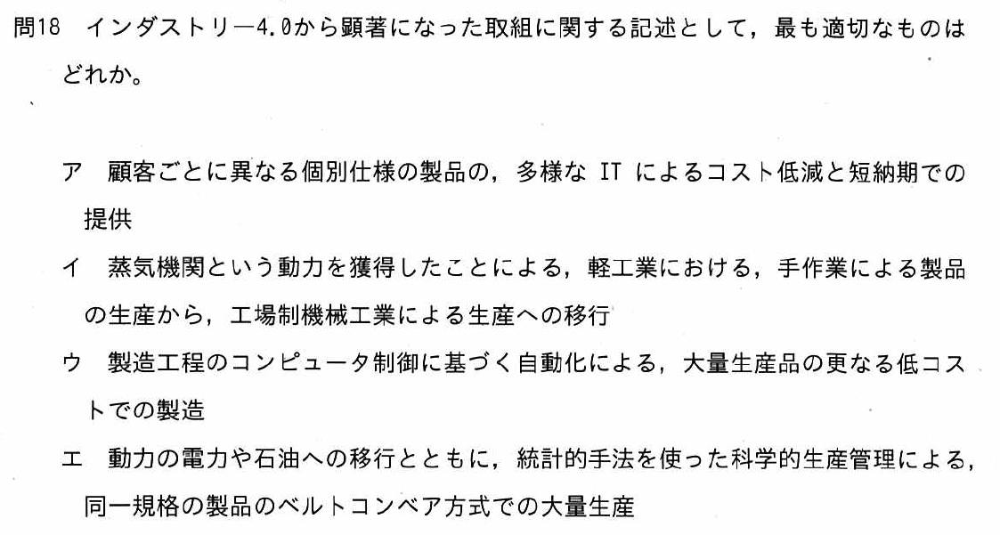 問18 インダストリー4.0から顕著になった取組に関する記述として，最も適切なものは
どれか。
ア 顧客ごとに異なる個別仕様の製品の，多様な IT によるコスト低減と短納期での
提供
イ 蒸気機関という動力を獲得したことによる，軽工業における，手作業による製品
の生産から，工場制機械工業による生産への移行
ウ 製造工程のコンピュータ制御に基づく自動化による，大量生産品の更なる低コス
トでの製造
エ 動力の電力や石油への移行とともに，統計的手法を使った科学的生産管理による，
同一規格の製品のベルトコンベア方式での大量生産